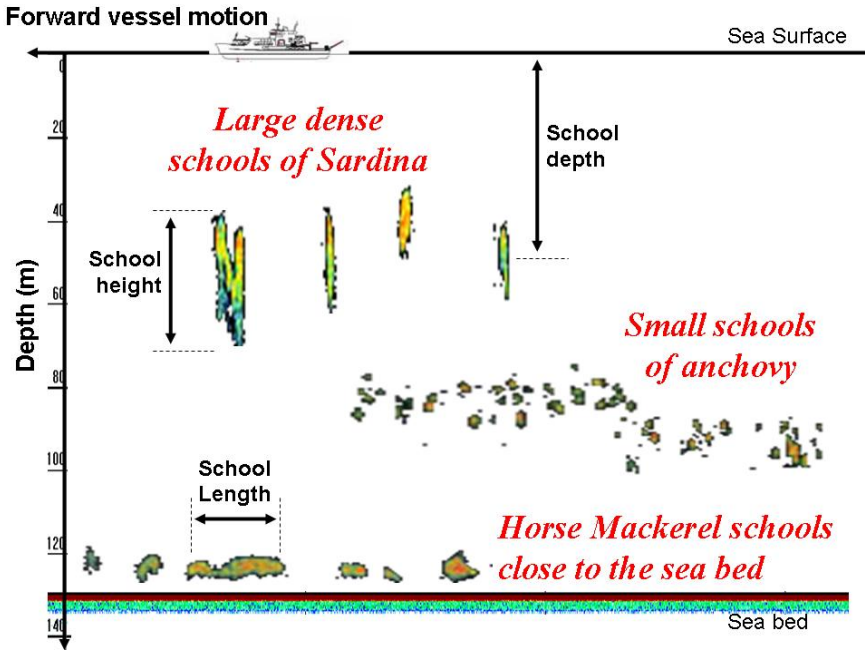 Forward vessel motion
Sea Surface
0
20
40
60
80
100
120
140
Depth (m)
Large dense
schools of Sardina
School
depth
School
height
Small schools
of anchovy
School
Length
Horse Mackerel schools
close to the sea bed
Sea bed